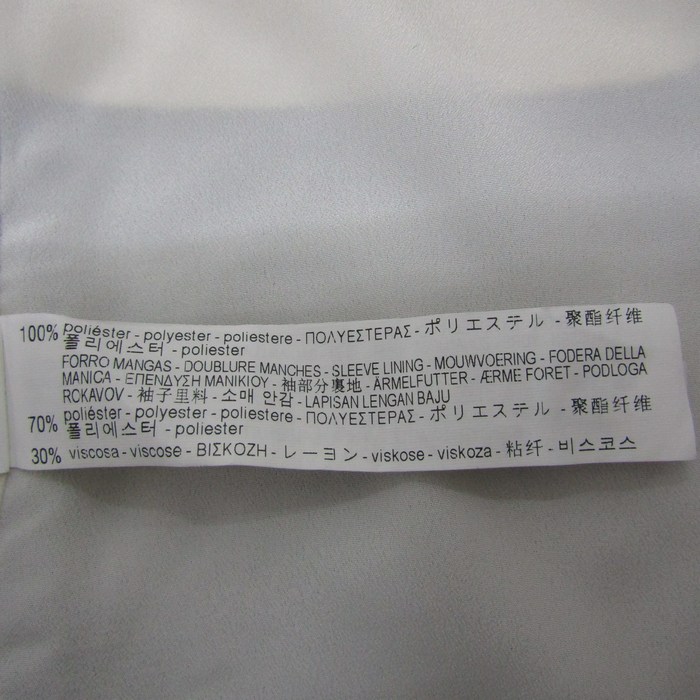 100% poliéster - polyester - poliestere - ΠΟΛΥΕΣΤΕΡΑΣ - ポリエステル - 聚酯纤维
폴리에스터 - poliester
FORRO MANGAS - DOUBLURE MANCHES - SLEEVE LINING - MOUWVOERING - FODERA DELLA
MANICA - ΕΠΕΝΔΥΣΗ ΜΑΝΙΚΙΟΥ - 袖部分裏地 - ÄRMELFUTTER - ÆRME FORET - PODLOGA
RCKAVOV - 袖子里料 - 소매 안감 - LAPISAN LENGAN BAJU
70% poliéster - polyester - poliestere - ΠΟΛΥΕΣΤΕΡΑΣ - ポリエステル - 聚酯纤维
폴리에스터 - poliester
30% viscosa - viscose - ΒΙΣΚΟΖΗ - レーヨン - viskose - viskoza - 粘纤 - 비스코스